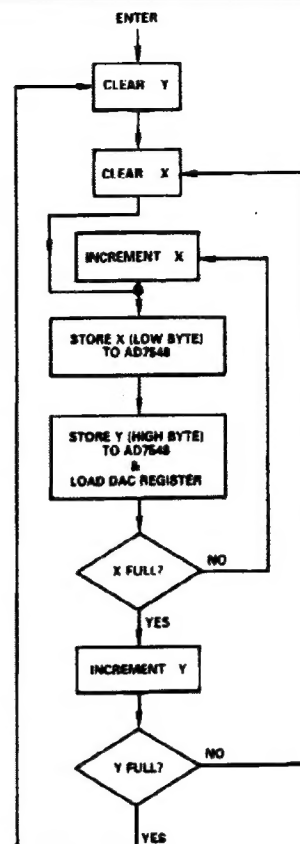 ENTER
CLEAR Y
CLEAR X
INCREMENT X
STORE X (LOW BYTE)
TO AD7548
STORE Y (HIGH BYTE)
TO AD7548
&
LOAD DAC REGISTER
X FULL?
NO
YES
INCREMENT Y
Y FULL?
NO
YES